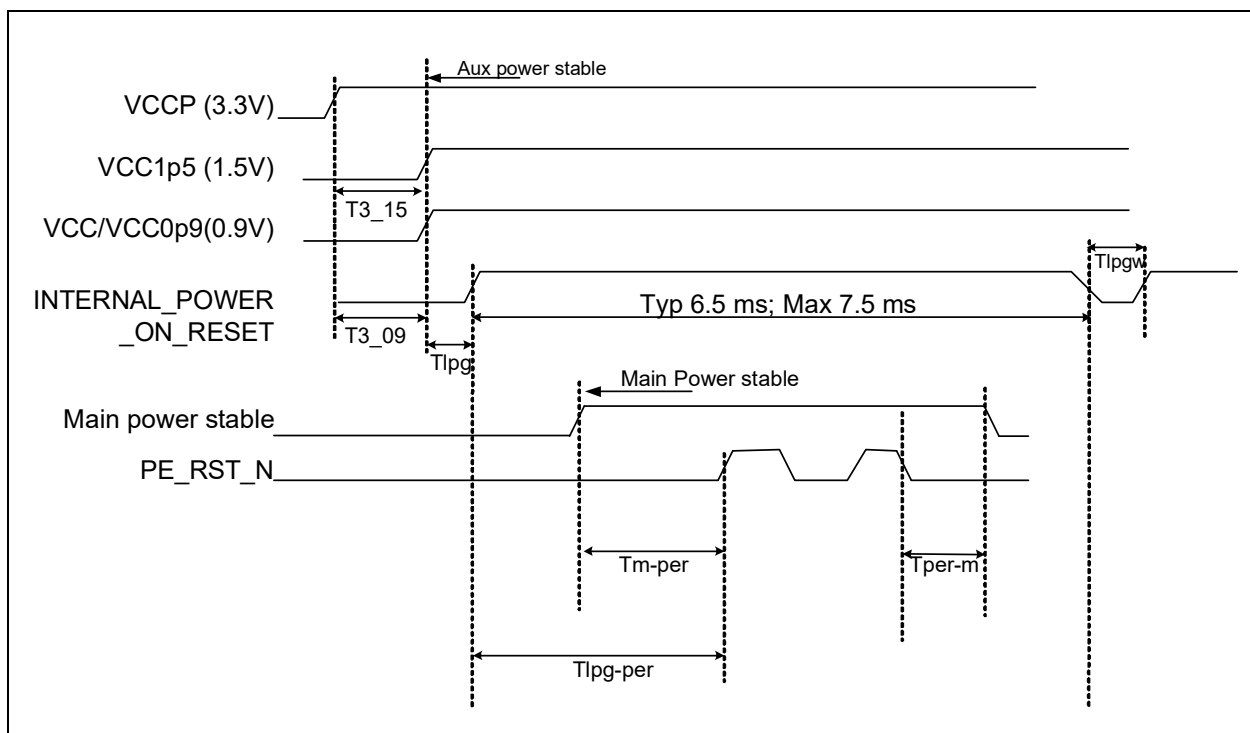 Aux power stable
VCCP (3.3V)
VCC1p5 (1.5V)
T3_15
VCC/VCC0p9(0.9V)
Tlpgw
INTERNAL_POWER
_ON_RESET
Typ 6.5 ms; Max 7.5 ms
T3_09
Tlpg
Main Power stable
Main power stable
PE_RST_N
Tm-per
Tper-m
Tlpg-per